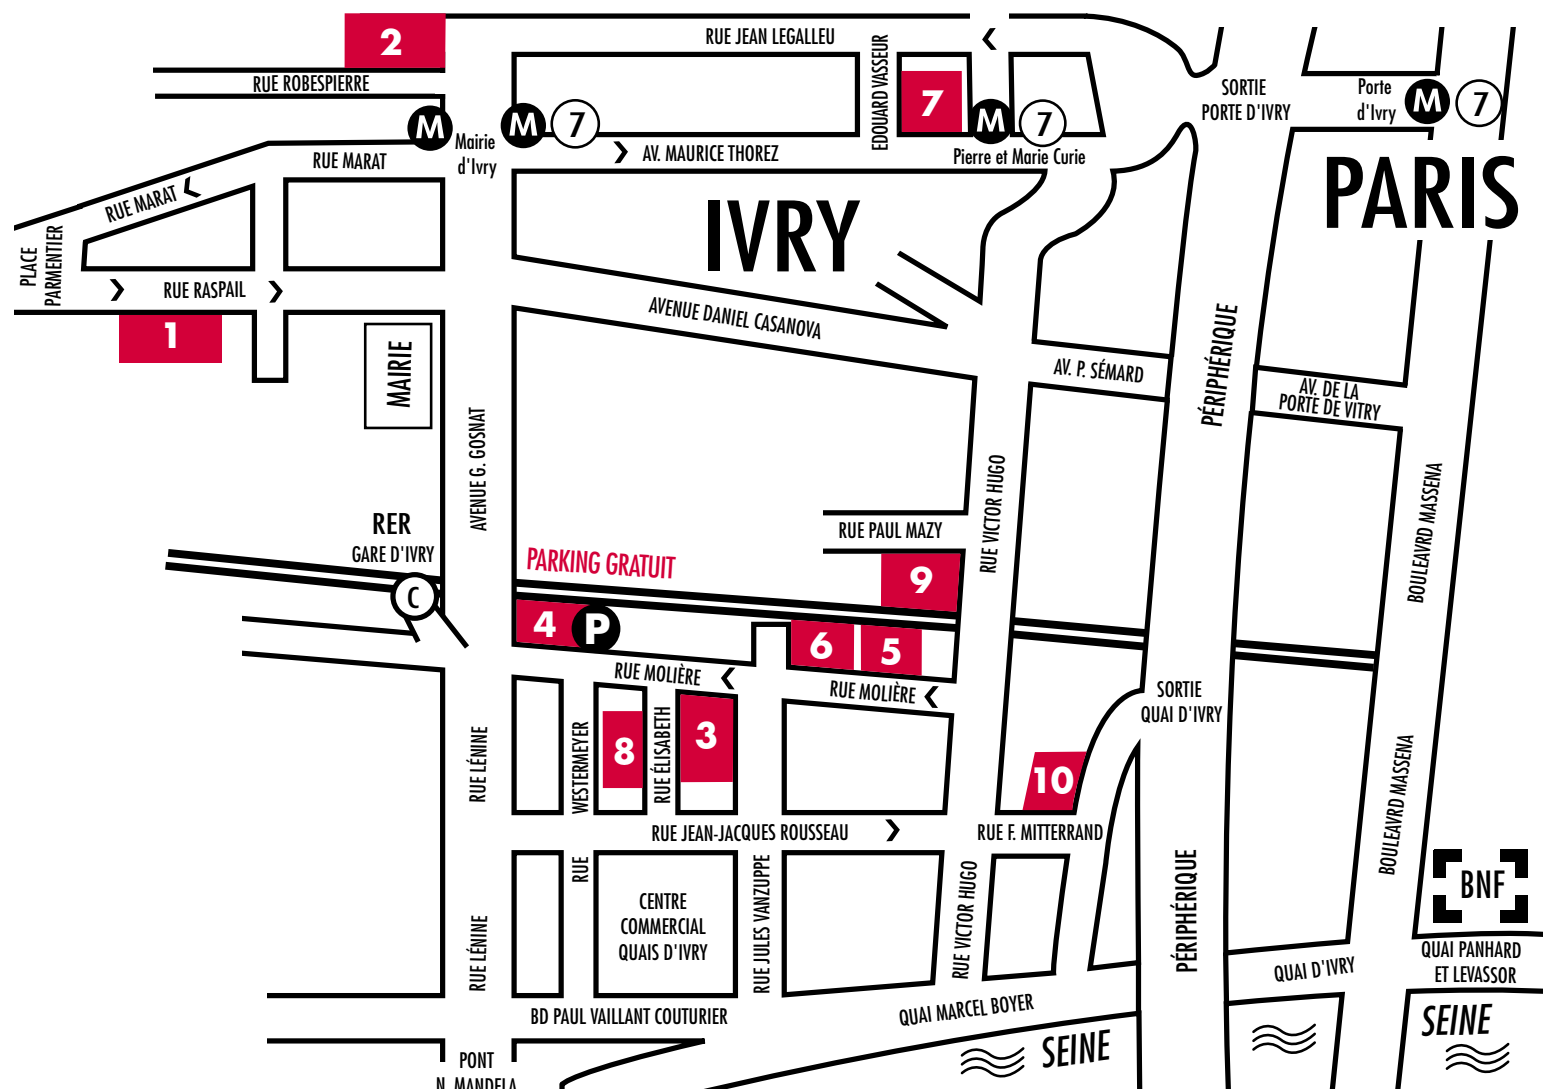 2
RUE JEAN LEGALLEU
RUE ROBESPIERRE
EDOUARD VASSEUR
7
SORTIE
PORTE D'IVRY
Porte
d'Ivry
M
7
M
Mairie
d'Ivry
M
7
M
7
RUE MARAT
AV. MAURICE THOREZ
Pierre et Marie Curie
PARIS
RUE MARAT
IVRY
PLACE
PARMENTIER
RUE RASPAIL
1
MAIRIE
AVENUE DANIEL CASANOVA
AV. P. SÉMARD
PÉRIPHÉRIQUE
AV. DE LA
PORTE DE VITRY
AVENUE G. GOSNAT
RUE VICTOR HUGO
BOULEAVRD MASSENA
RER
GARE D'IVRY
C
RUE PAUL MAZY
PARKING GRATUIT
9
4
P
6
5
RUE MOLIÈRE
RUE MOLIÈRE
SORTIE
QUAI D'IVRY
RUE LÉNINE
WESTERMEYER
8
RUE ÉLISABETH
3
10
BOULEAVRD MASSENA
RUE JEAN-JACQUES ROUSSEAU
RUE F. MITTERRAND
RUE
CENTRE
COMMERCIAL
QUAIS D'IVRY
RUE JULES VANZUPPE
RUE VICTOR HUGO
PÉRIPHÉRIQUE
BNF
RUE LÉNINE
QUAI D'IVRY
QUAI PANHARD
ET LEVASSOR
BD PAUL VAILLANT COUTURIER
QUAI MARCEL BOYER
SEINE
SEINE
PONT
N. MANDELA